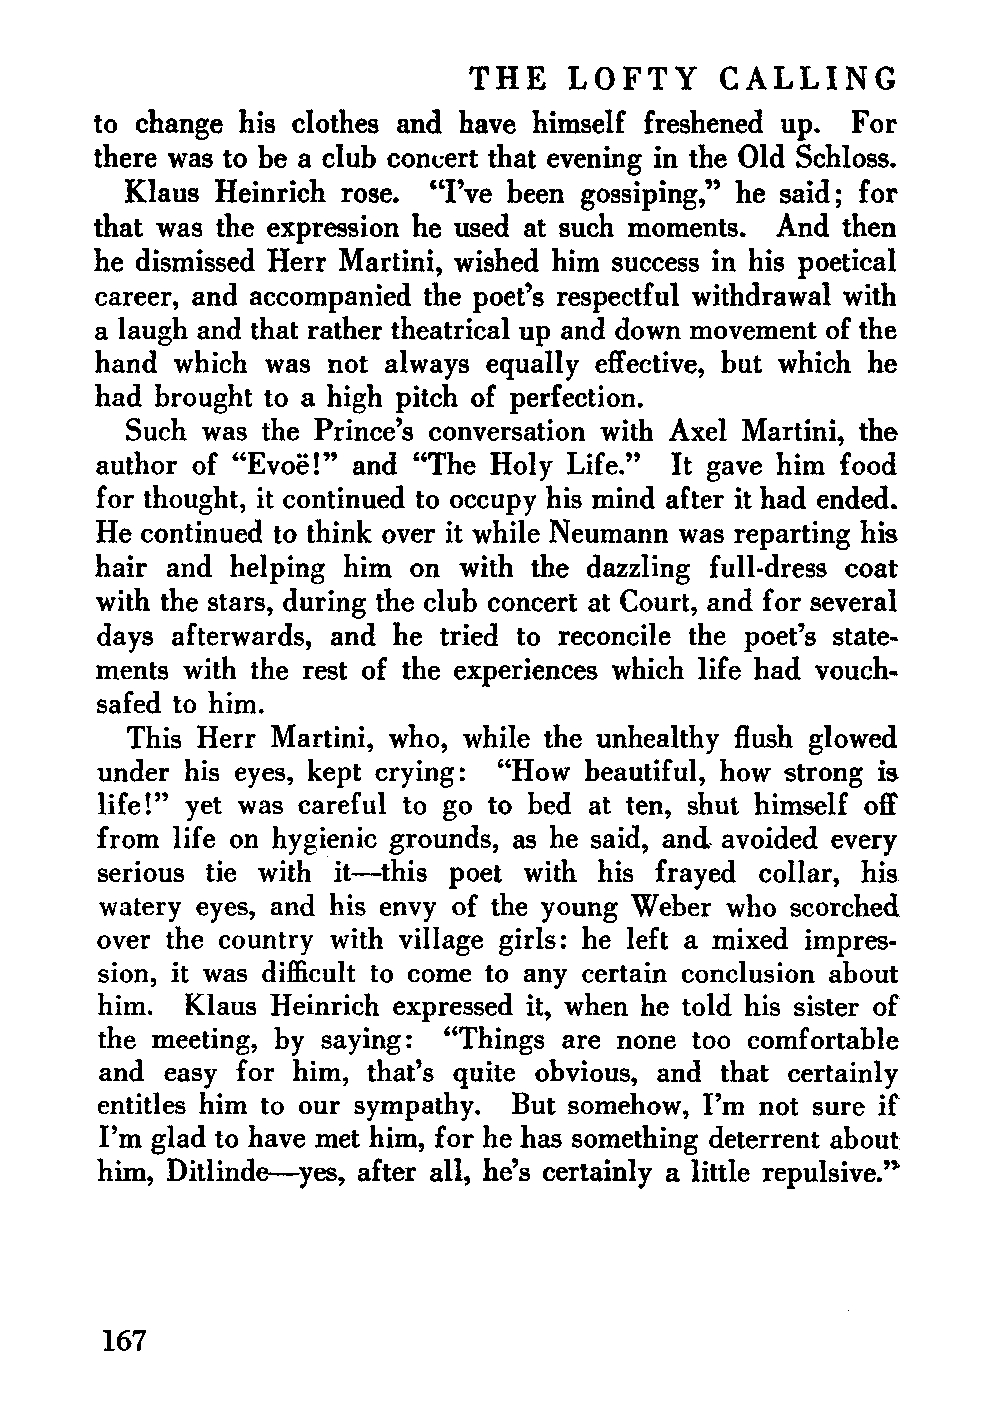 THE LOFTY CALLING
to change his clothes and have himself freshened up. For
there was to be a club concert that evening in the Old Schloss.
Klaus Heinrich rose. “I’ve been gossiping,” he said; for
that was the expression he used at such moments. And then
he dismissed Herr Martini, wished him success in his poetical
career, and accompanied the poet’s respectful withdrawal with
a laugh and that rather theatrical up and down movement of the
hand which was not always equally effective, but which he
had brought to a high pitch of perfection.
Such was the Prince’s conversation with Axel Martini, the
author of “Evoë!” and “The Holy Life.” It gave him food
for thought, it continued to occupy his mind after it had ended.
He continued to think over it while Neumann was reparting his
hair and helping him on with the dazzling full-dress coat
with the stars, during the club concert at Court, and for several
days afterwards, and he tried to reconcile the poet’s state-
ments with the rest of the experiences which life had vouch-
safed to him.
This Herr Martini, who, while the unhealthy flush glowed
under his eyes, kept crying: “How beautiful, how strong is
life!” yet was careful to go to bed at ten, shut himself off
from life on hygienic grounds, as he said, and avoided every
serious tie with it—this poet with his frayed collar, his
watery eyes, and his envy of the young Weber who scorched
over the country with village girls: he left a mixed impres-
sion, it was difficult to come to any certain conclusion about
him. Klaus Heinrich expressed it, when he told his sister of
the meeting, by saying: “Things are none too comfortable
and easy for him, that’s quite obvious, and that certainly
entitles him to our sympathy. But somehow, I’m not sure if
I’m glad to have met him, for he has something deterrent about
him, Ditlinde—yes, after all, he’s certainly a little repulsive.”
167